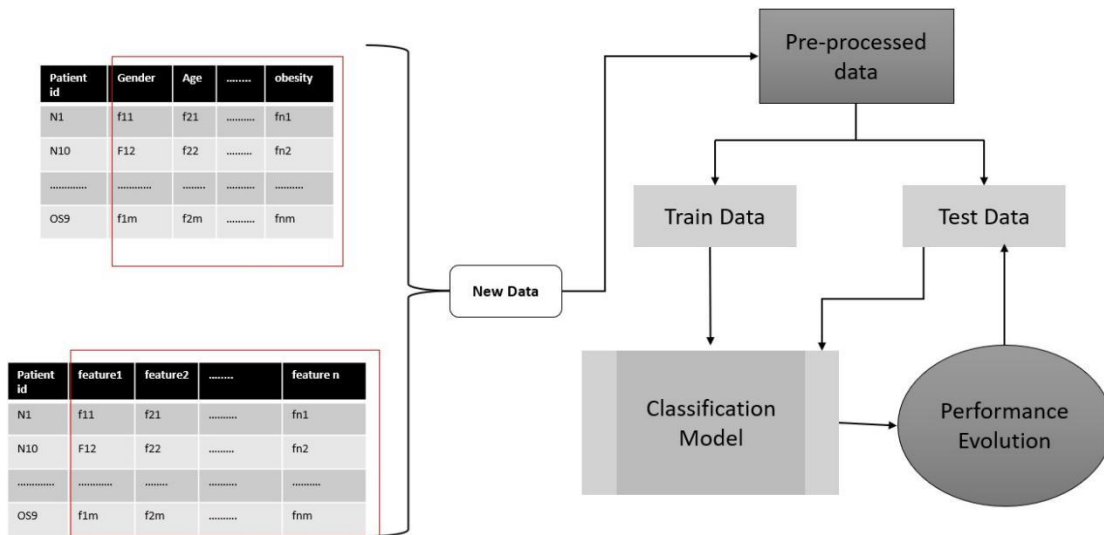 Patient id Gender Age ........ obesity
N1 f11 f21 .......... fn1
N10 F12 f22 ......... fn2
............. ............ ........ .......... ..........
OS9 f1m f2m .......... fnm
Patient id feature1 feature2 ........ feature n
N1 f11 f21 .......... fn1
N10 F12 f22 ......... fn2
............. ............ ........ .......... ..........
OS9 f1m f2m .......... fnm
New Data
Pre-processed
data
Train Data
Test Data
Classification
Model
Performance
Evolution